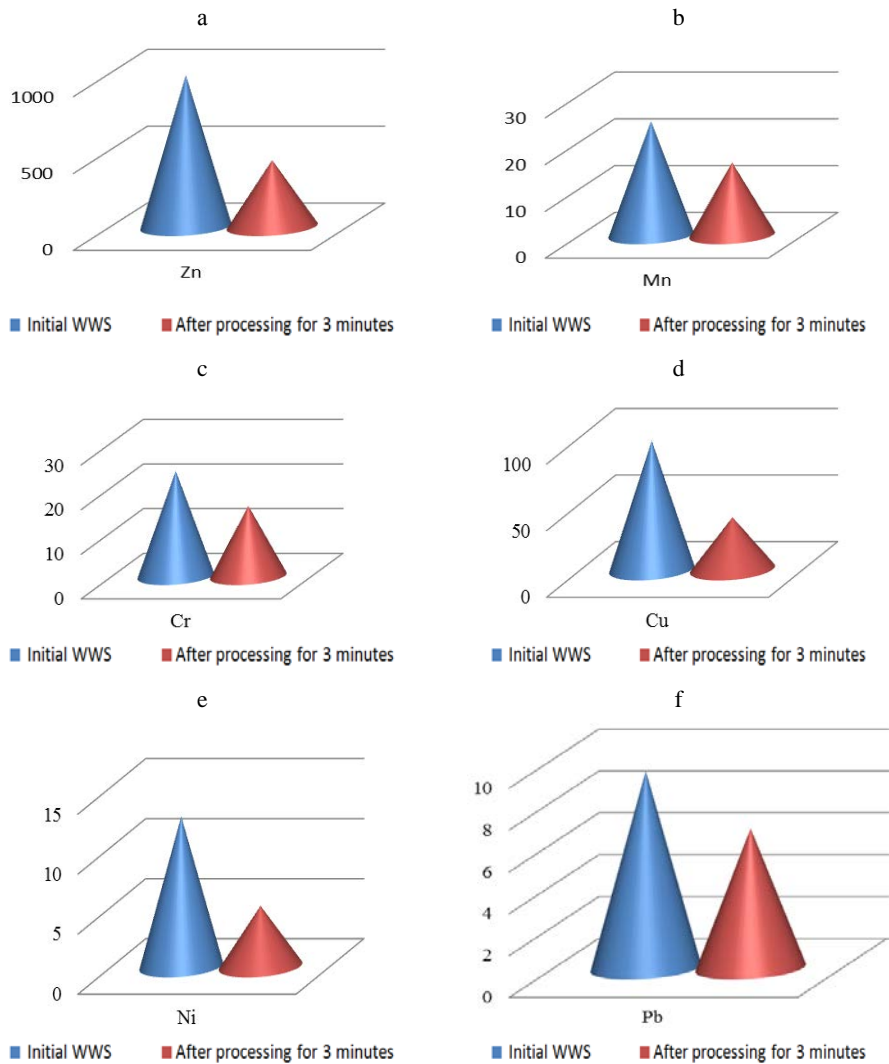 a
1000
500
0
Zn
Initial WWS After processing for 3 minutes
b
30
20
10
0
Mn
Initial WWS After processing for 3 minutes
c
30
20
10
0
Cr
Initial WWS After processing for 3 minutes
d
100
50
0
Cu
Initial WWS After processing for 3 minutes
e
15
10
5
0
Ni
Initial WWS After processing for 3 minutes
f
10
8
6
4
2
0
Pb
Initial WWS After processing for 3 minutes